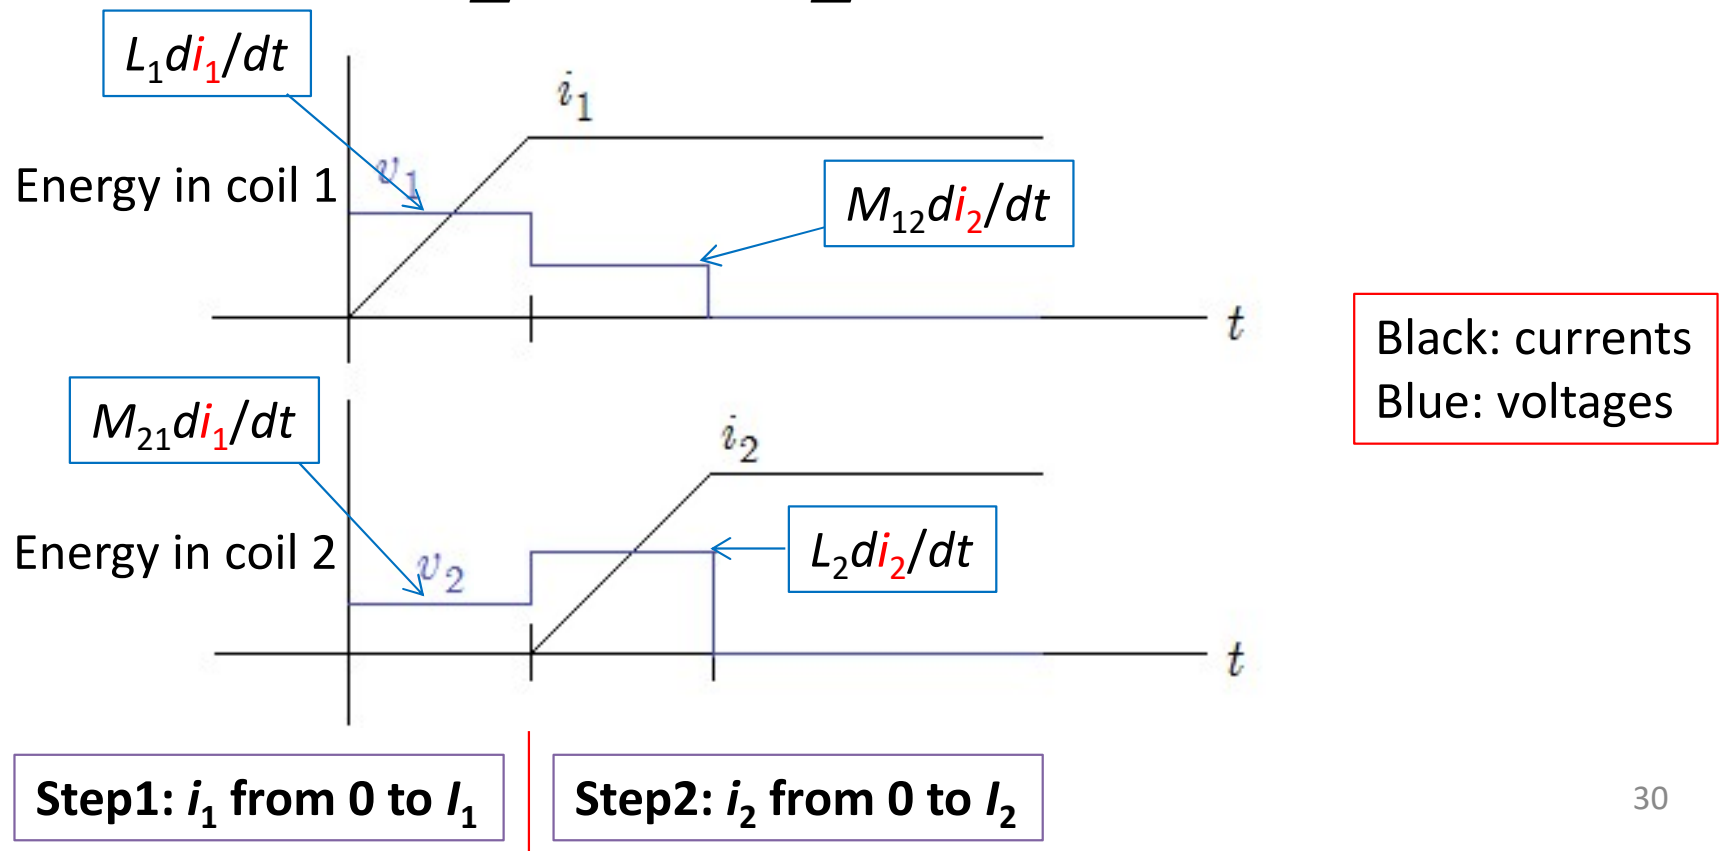 L₁di₁/dt
i₁
v₁
Energy in coil 1
M₁₂di₂/dt
t
Black: currents
Blue: voltages
M₂₁di₁/dt
i₂
Energy in coil 2
v₂
L₂di₂/dt
t
Step1: i₁ from 0 to I₁
Step2: i₂ from 0 to I₂
30